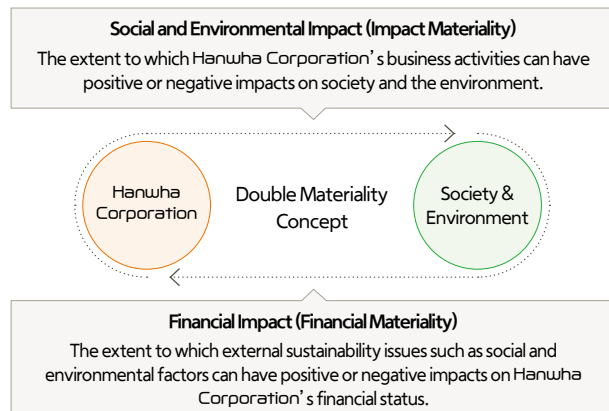 Social and Environmental Impact (Impact Materiality)
The extent to which Hanwha Corporation's business activities can have
positive or negative impacts on society and the environment.
Hanwha
Corporation
Double Materiality
Concept
Society &
Environment
Financial Impact (Financial Materiality)
The extent to which external sustainability issues such as social and
environmental factors can have positive or negative impacts on Hanwha
Corporation's financial status.